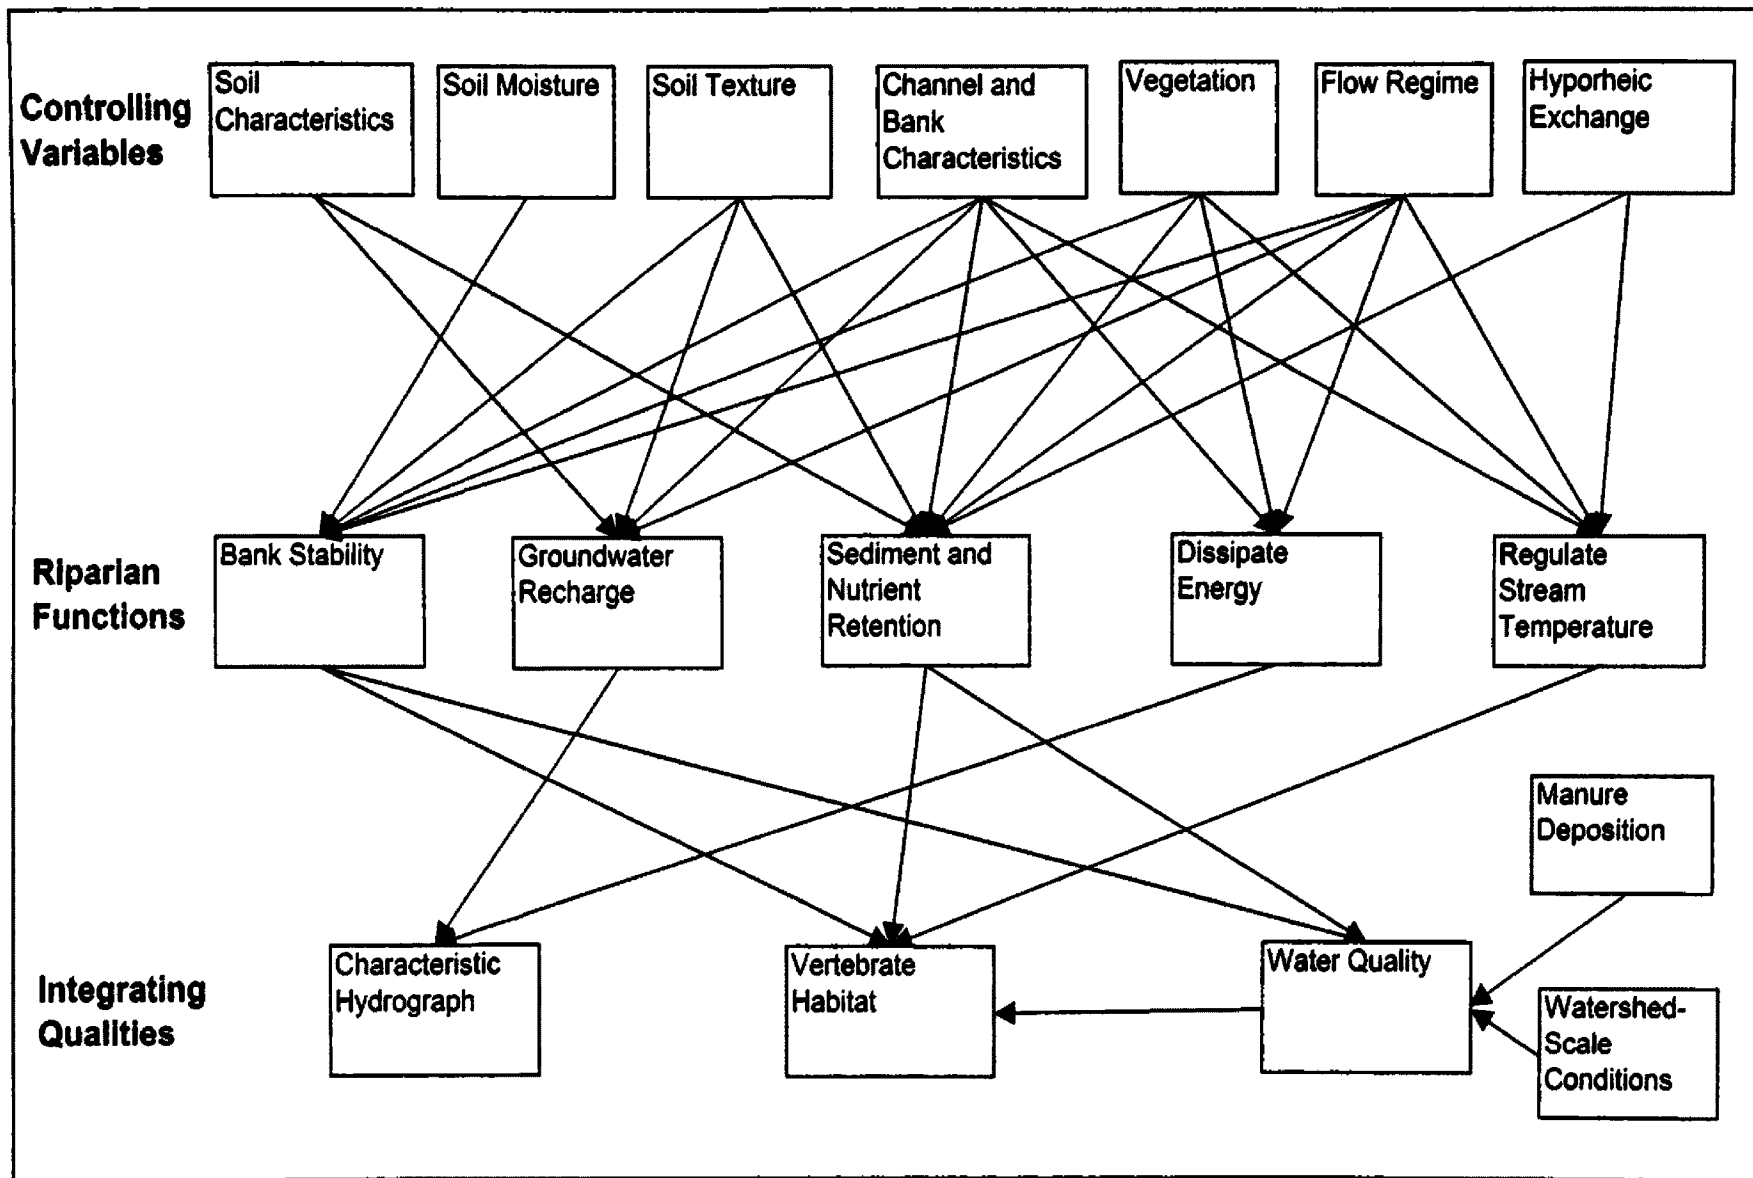 Controlling
Variables
Soil
Characteristics
Soil Moisture
Soil Texture
Channel and
Bank
Characteristics
Vegetation
Flow Regime
Hyporheic
Exchange
Riparian
Functions
Bank Stability
Groundwater
Recharge
Sediment and
Nutrient
Retention
Dissipate
Energy
Regulate
Stream
Temperature
Manure
Deposition
Integrating
Qualities
Characteristic
Hydrograph
Vertebrate
Habitat
Water Quality
Watershed-
Scale
Conditions